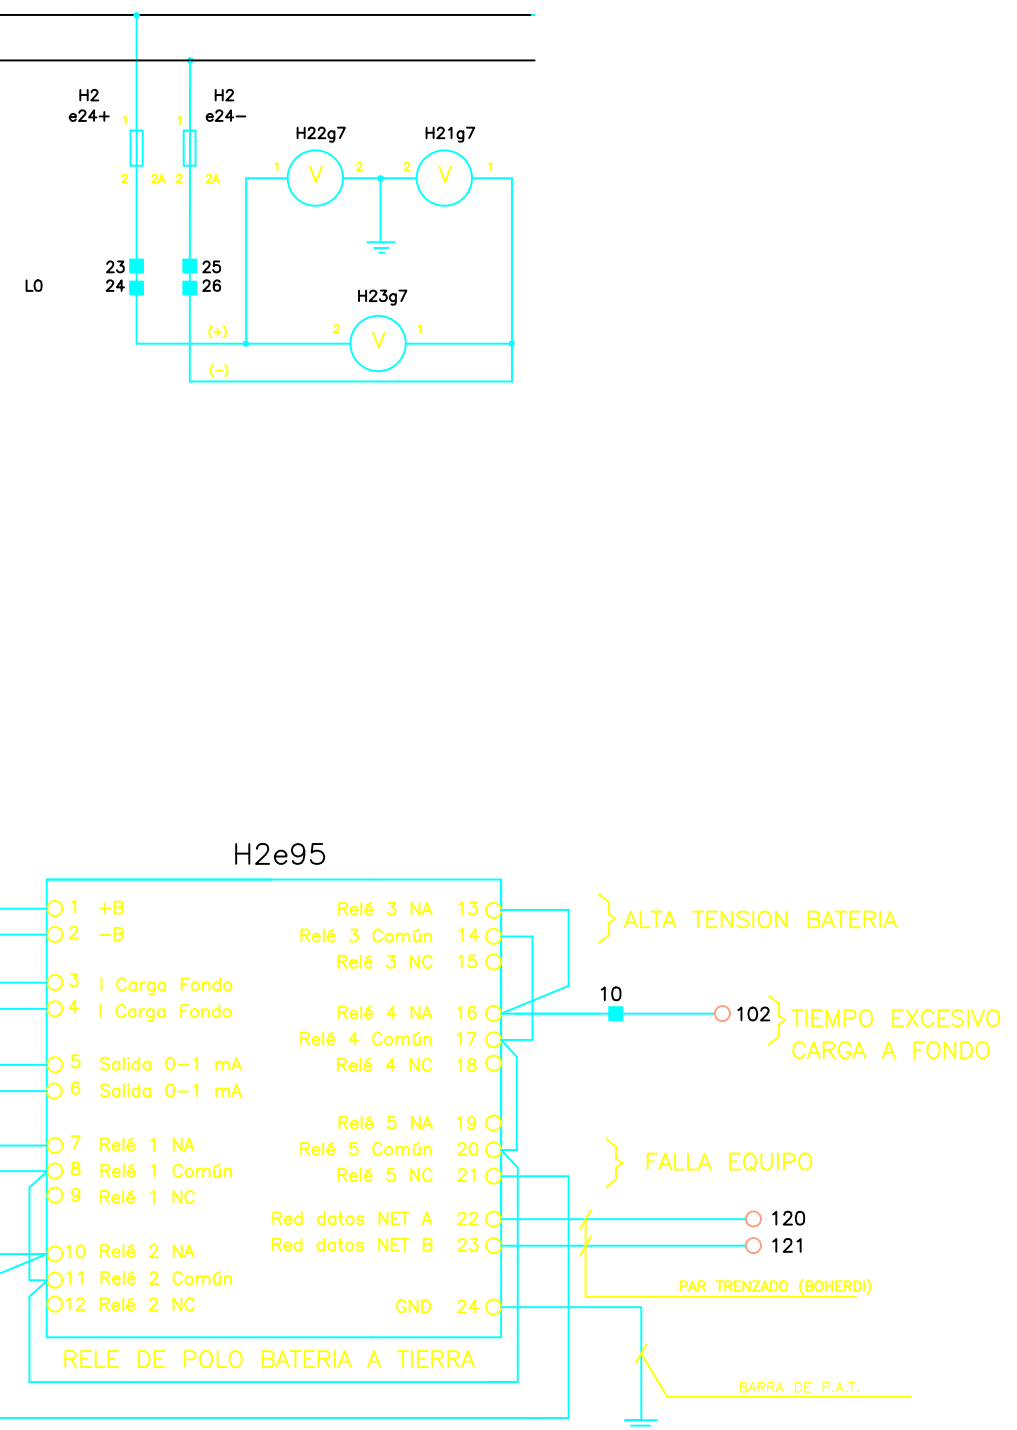 H2 H2
e24+ e24-
1 1
2 2A 2 2A
H22g7 H21g7
1 V 2 2 V 1
23 25
L0 24 26
H23g7
(+) 2 V 1
(-)
H2e95
1 +B Relé 3 NA 13
2 -B Relé 3 Común 14
Relé 3 NC 15
ALTA TENSION BATERIA
3 I Carga Fondo
4 I Carga Fondo
10
Relé 4 NA 16
102
TIEMPO EXCESIVO
CARGA A FONDO
Relé 4 Común 17
5 Salida 0-1 mA Relé 4 NC 18
6 Salida 0-1 mA
Relé 5 NA 19
7 Relé 1 NA Relé 5 Común 20
8 Relé 1 Común Relé 5 NC 21
9 Relé 1 NC
FALLA EQUIPO
Red datos NET A 22 120
10 Relé 2 NA Red datos NET B 23 121
11 Relé 2 Común
PAR TRENZADO (BOHERDI)
12 Relé 2 NC GND 24
RELE DE POLO BATERIA A TIERRA
BARRA DE P.A.T.